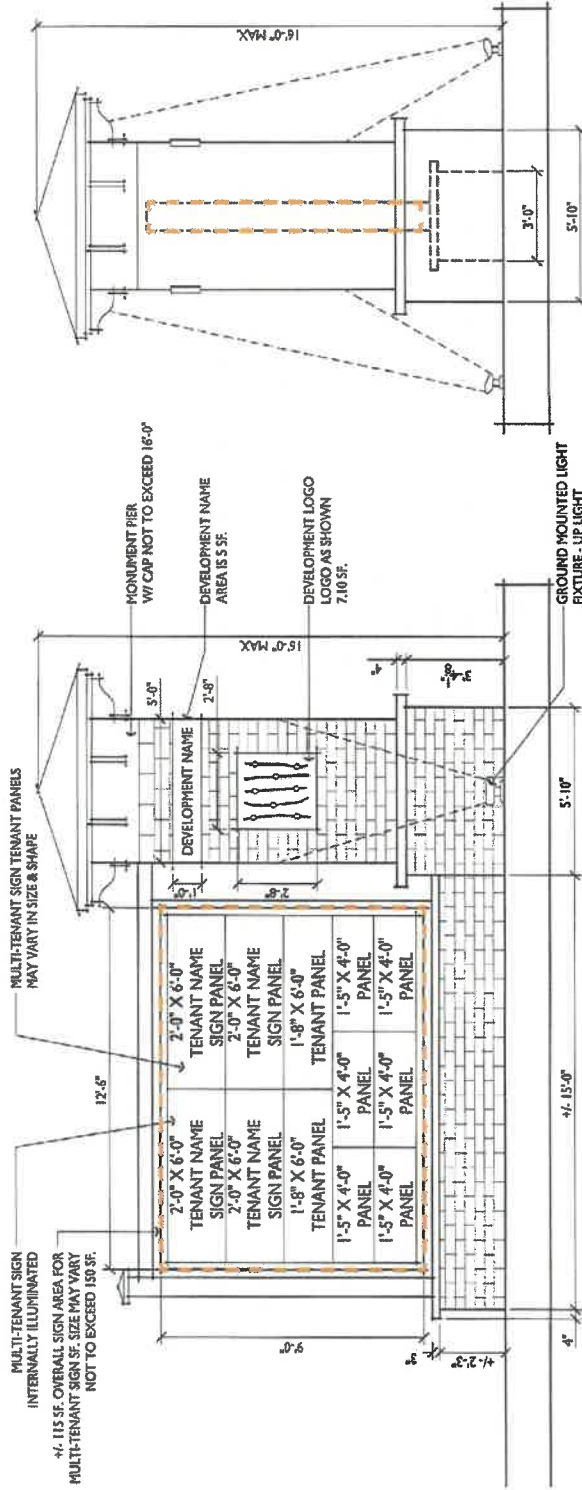 MULTI-TENANT SIGN
INTERNALLY ILLUMINATED
+/- 115 SF. OVERALL SIGN AREA FOR
MULTI-TENANT SIGN SF. SIZE MAY VARY
NOT TO EXCEED 150 SF.
MULTI-TENANT SIGN TENANT PANELS
MAY VARY IN SIZE & SHAPE
12'-6"
9'-0"
2'-0" X 6'-0"
TENANT NAME
SIGN PANEL
2'-0" X 6'-0"
TENANT NAME
SIGN PANEL
2'-0" X 6'-0"
TENANT NAME
SIGN PANEL
2'-0" X 6'-0"
TENANT NAME
SIGN PANEL
1'-8" X 6'-0"
TENANT PANEL
1'-8" X 6'-0"
TENANT PANEL
1'-5" X 4'-0"
PANEL
1'-5" X 4'-0"
PANEL
1'-5" X 4'-0"
PANEL
1'-5" X 4'-0"
PANEL
1'-5" X 4'-0"
PANEL
1'-5" X 4'-0"
PANEL
+/- 2'-3"
4"
+/- 15'-0"
5'-10"
5'-0"
1'-0"
DEVELOPMENT NAME
2'-8"
2'-8"
MONUMENT PIER
W/ CAP NOT TO EXCEED 16'-0"
DEVELOPMENT NAME
AREA IS 5 SF.
DEVELOPMENT LOGO
LOGO AS SHOWN
7.10 SF.
16'-0" MAX.
4"
GROUND MOUNTED LIGHT
FIXTURE - UP LIGHT
16'-0" MAX.
3'-0"
5'-10"